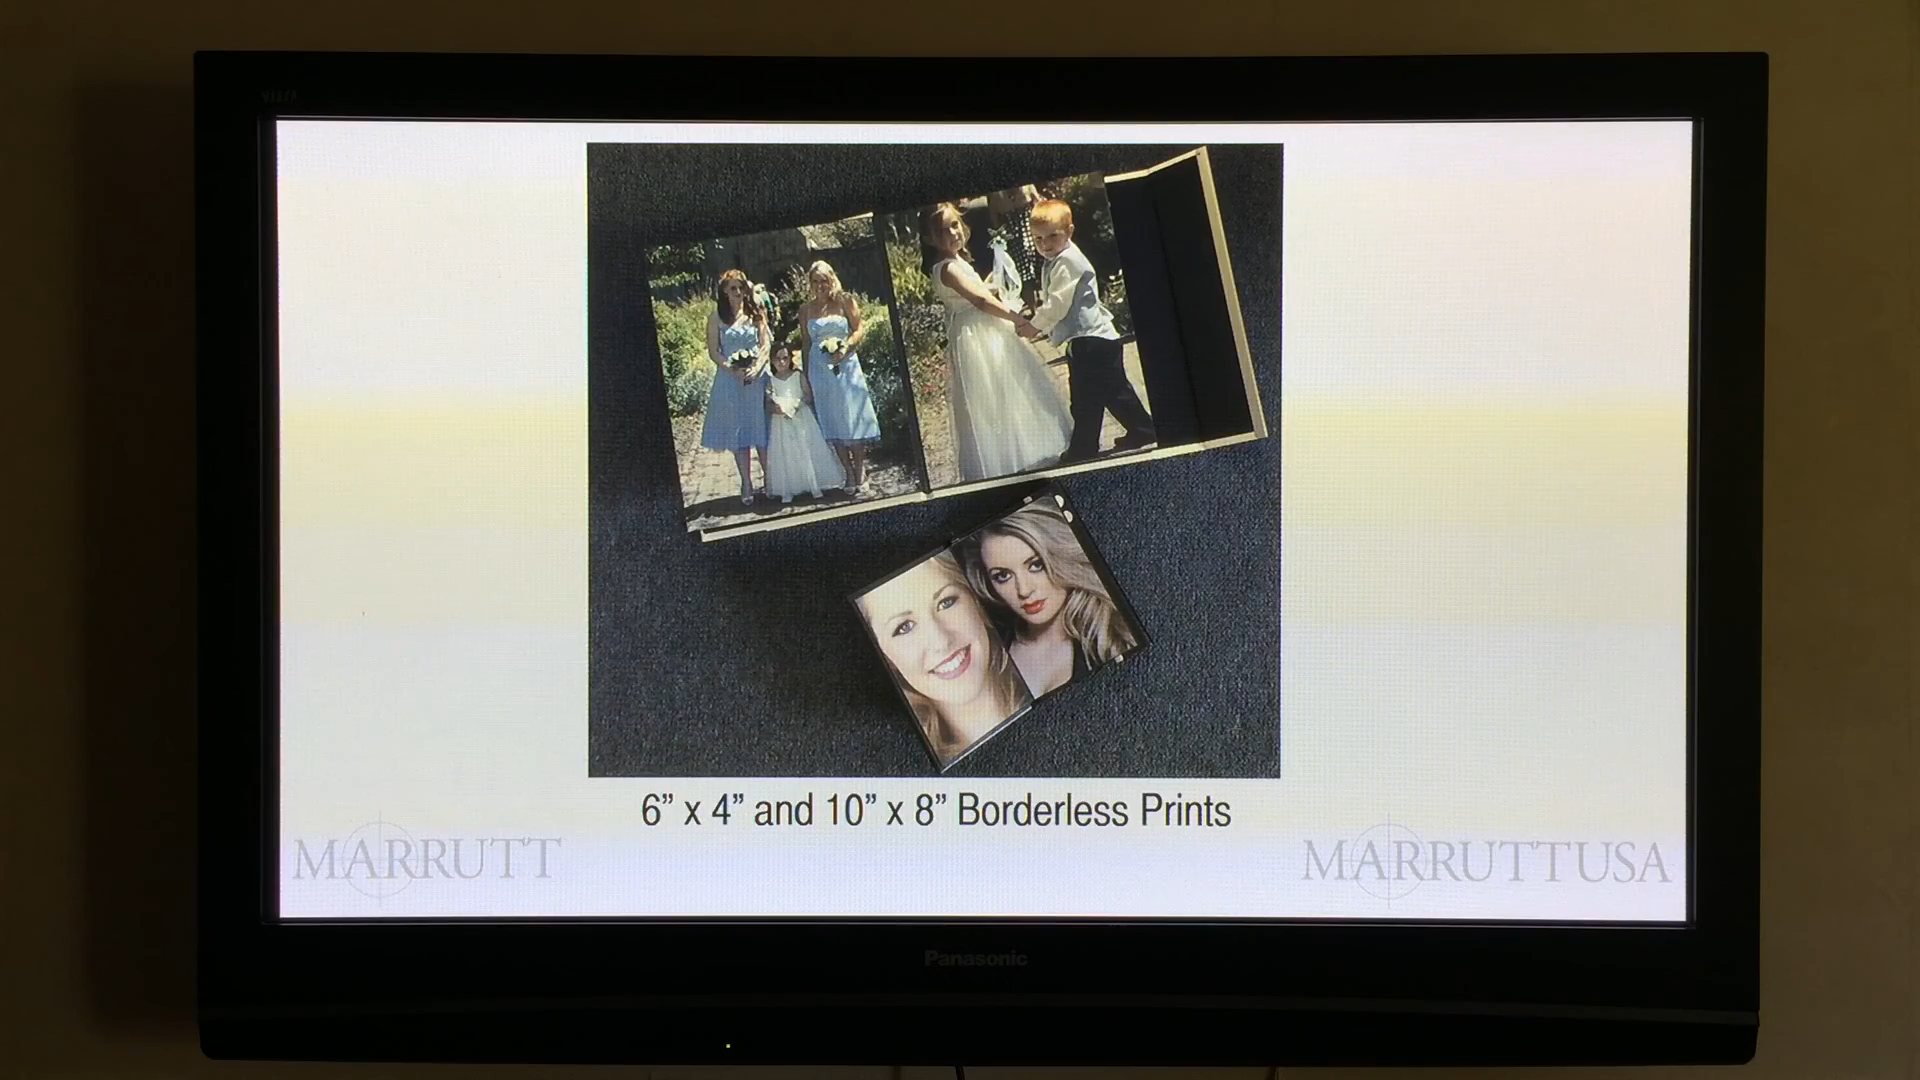 6” x 4” and 10” x 8” Borderless Prints
MARRUTT
MARRUTTUSA
Panasonic